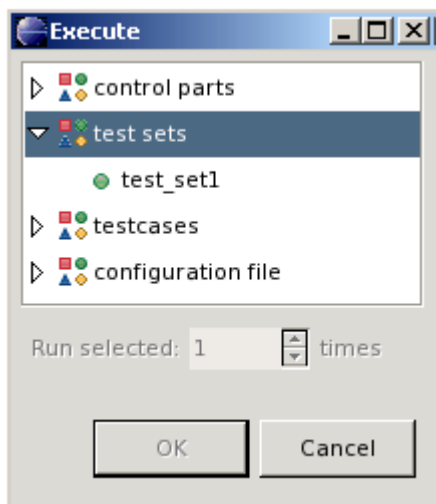 Execute
control parts
test sets
test_set1
testcases
configuration file
Run selected: 1 times
OK Cancel